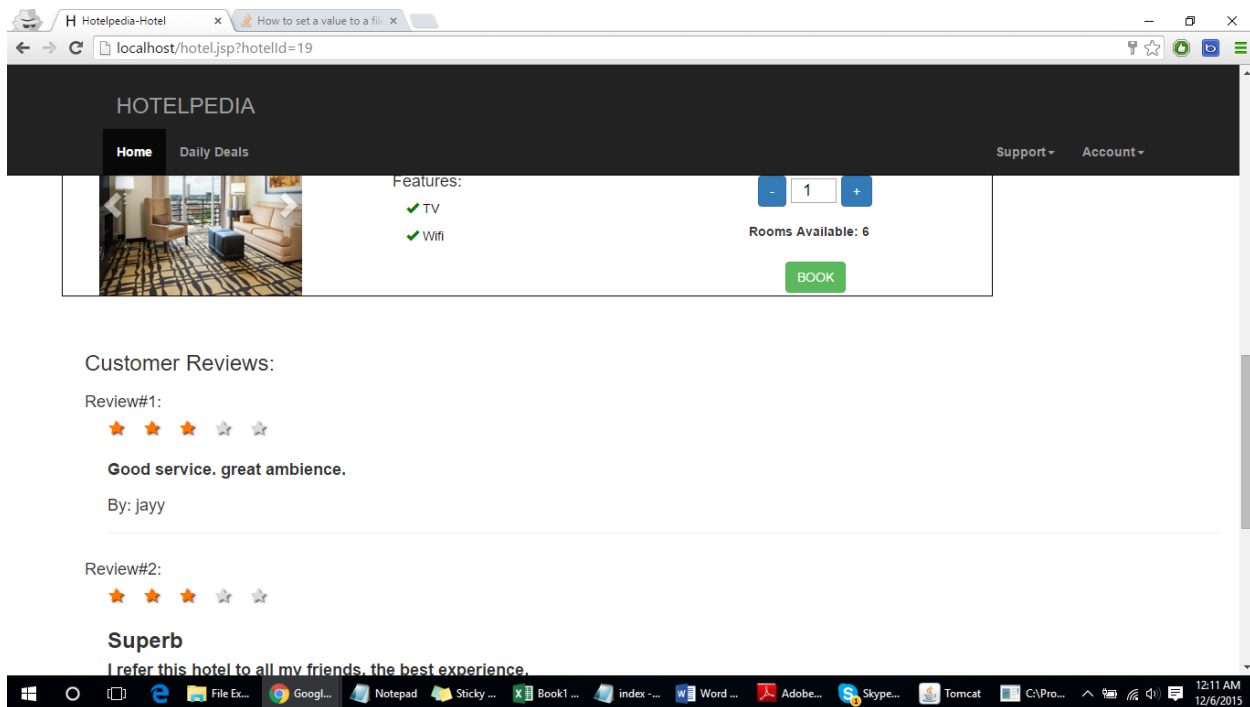 H Hotelpedia-Hotel
How to set a value to a fil
localhost/hotel.jsp?hotelId=19
HOTELPEDIA
Home Daily Deals Support Account
Features:
TV
Wifi
- 1 +
Rooms Available: 6
BOOK
Customer Reviews:
Review#1:
Good service. great ambience.
By: jayy
Review#2:
Superb
I refer this hotel to all my friends. the best experience.
File Ex... Googl... Notepad Sticky ... Book1 ... index -... Word ... Adobe... Skype... Tomcat C:\Pro... 12:11 AM
12/6/2015